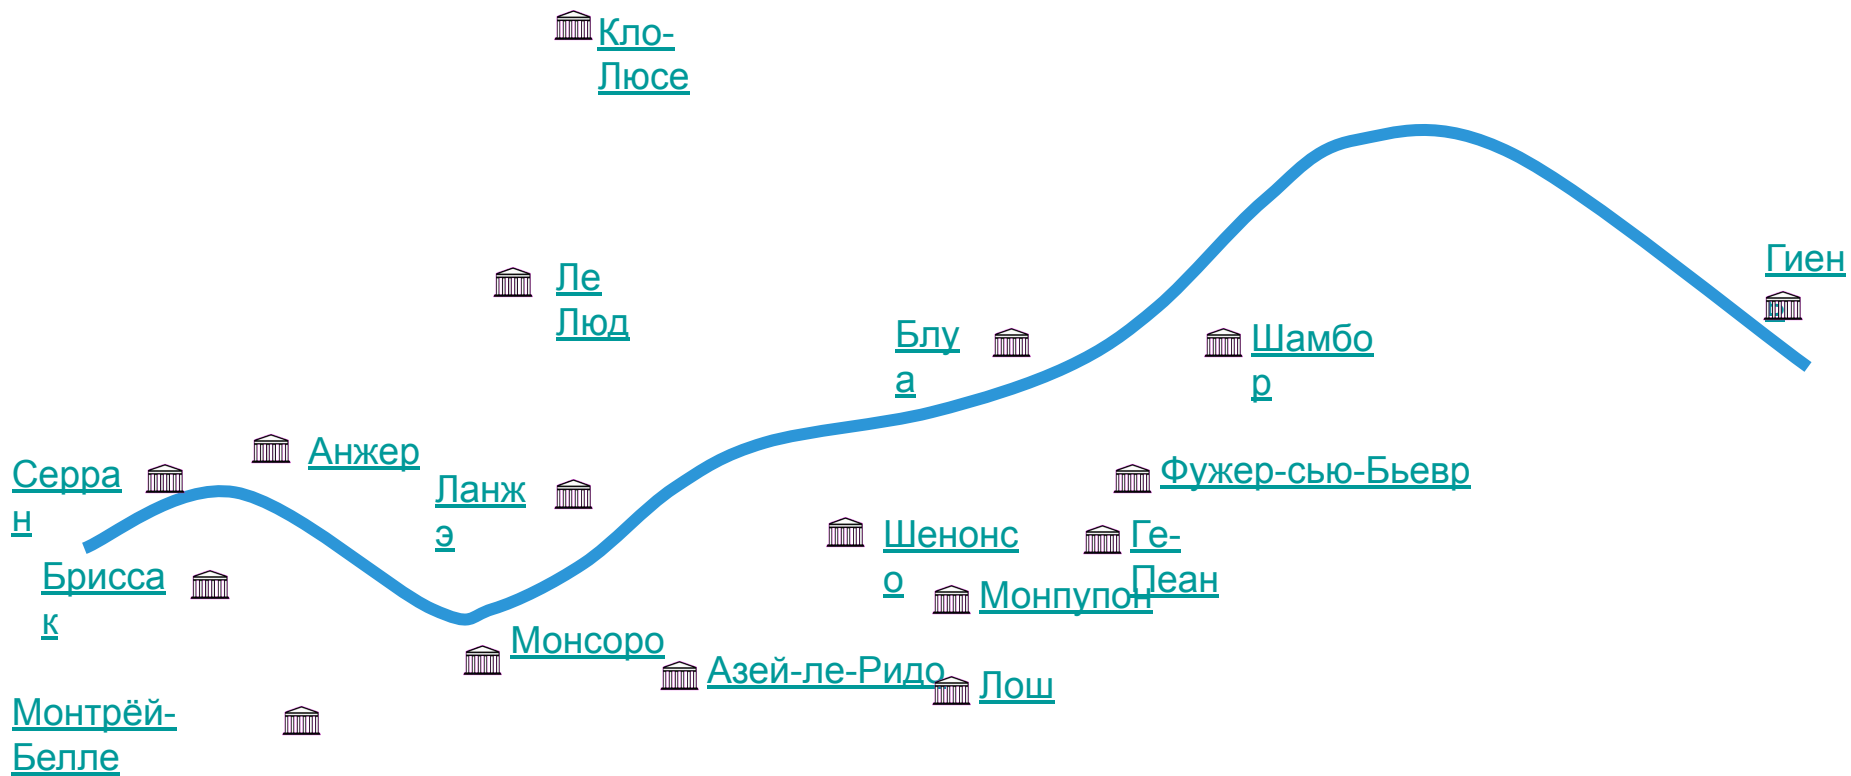 Кло-
Люсе
Гиен
Ле
Люд
Блу
а
Шамбо
р
Анжер
Серра
н
Ланж
э
Фужер-сью-Бьевр
Шенонс
о
Ге-
Пеан
Брисса
к
Монпупон
Монсоро
Азей-ле-Ридо
Лош
Монтрёй-
Белле